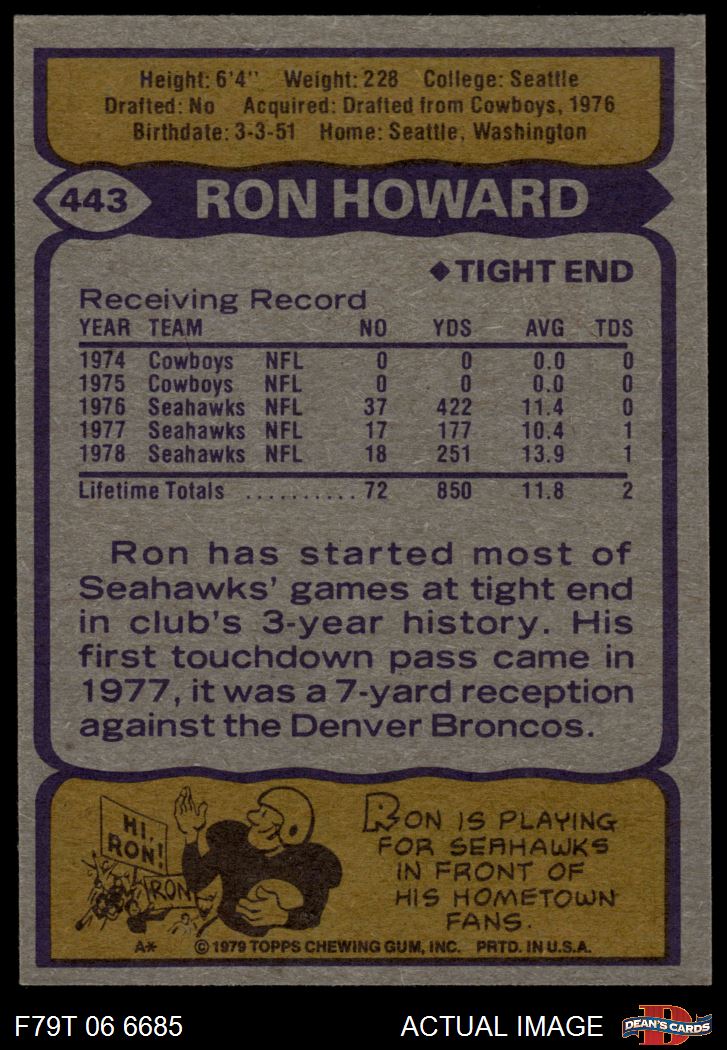 Height: 6'4" Weight: 228 College: Seattle
Drafted: No Acquired: Drafted from Cowboys, 1976
Birthdate: 3-3-51 Home: Seattle, Washington
443 RON HOWARD
◆TIGHT END
Receiving Record
YEAR TEAM NO YDS AVG TDS
1974 Cowboys NFL 0 0 0.0 0
1975 Cowboys NFL 0 0 0.0 0
1976 Seahawks NFL 37 422 11.4 0
1977 Seahawks NFL 17 177 10.4 1
1978 Seahawks NFL 18 251 13.9 1
Lifetime Totals .......... 72 850 11.8 2
Ron has started most of
Seahawks' games at tight end
in club's 3-year history. His
first touchdown pass came in
1977, it was a 7-yard reception
against the Denver Broncos.
HI,
RON!
RON
RON IS PLAYING
FOR SEAHAWKS
IN FRONT OF
HIS HOMETOWN
FANS.
A* © 1979 TOPPS CHEWING GUM, INC. PRTD. IN U.S.A.
F79T 06 6685 ACTUAL IMAGE D DEAN'S CARDS